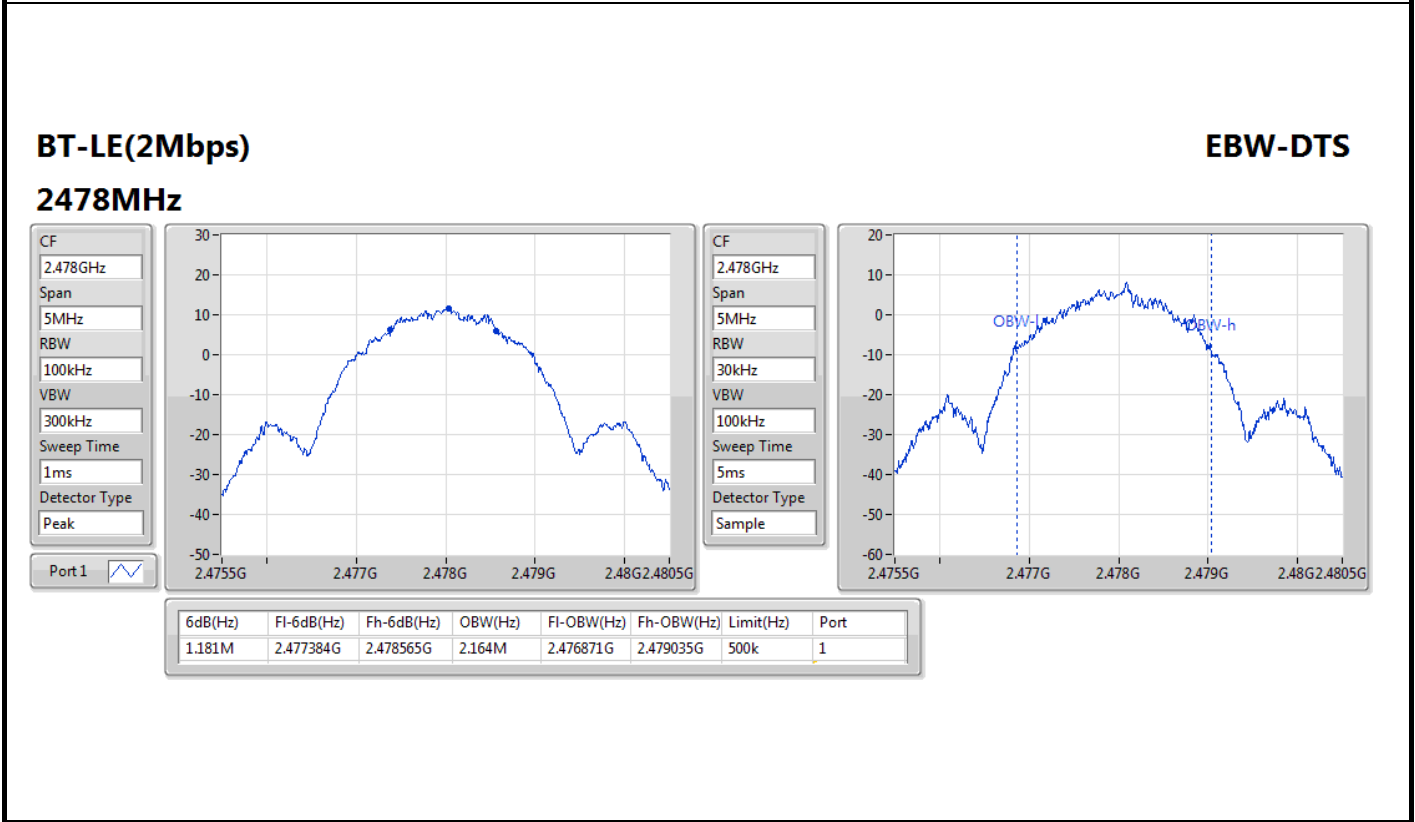 BT-LE(2Mbps) EBW-DTS
2478MHz
CF
2.478GHz
Span
5MHz
RBW
100kHz
VBW
300kHz
Sweep Time
1ms
Detector Type
Peak
Port 1
30
20
10
0
-10
-20
-30
-40
-50
2.4755G 2.477G 2.478G 2.479G 2.48G 2.4805G
CF
2.478GHz
Span
5MHz
RBW
30kHz
VBW
100kHz
Sweep Time
5ms
Detector Type
Sample
20
10
0
-10
-20
-30
-40
-50
-60
OBW-l OBW-h
2.4755G 2.477G 2.478G 2.479G 2.48G 2.4805G
6dB(Hz) Fl-6dB(Hz) Fh-6dB(Hz) OBW(Hz) Fl-OBW(Hz) Fh-OBW(Hz) Limit(Hz) Port
1.181M 2.477384G 2.478565G 2.164M 2.476871G 2.479035G 500k 1